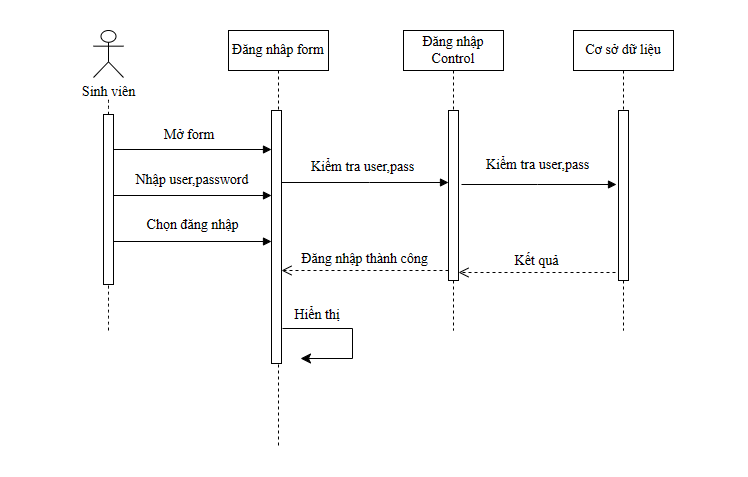 Sinh viên
Đăng nhâp form
Đăng nhập
Control
Cơ sở dữ liệu
Mở form
Kiểm tra user,pass
Kiểm tra user,pass
Nhập user,password
Chọn đăng nhập
Đăng nhập thành công
Kết quả
Hiển thị